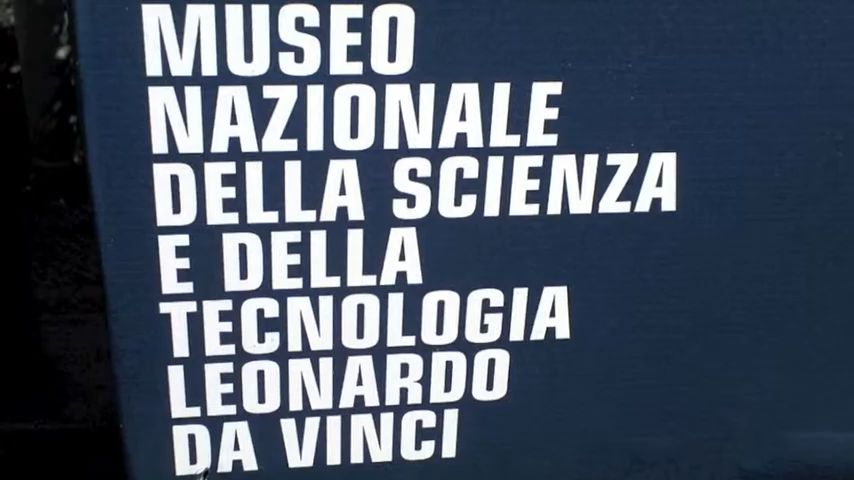 MUSEO
NAZIONALE
DELLA SCIENZA
E DELLA
TECNOLOGIA
LEONARDO
DA VINCI